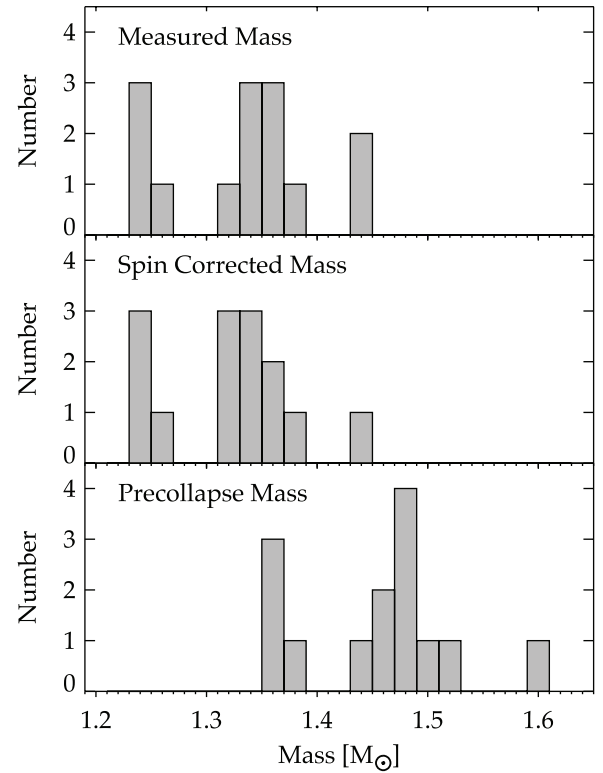 Measured Mass
4
3
2
1
0
Number
Spin Corrected Mass
4
3
2
1
0
Number
Precollapse Mass
4
3
2
1
0
Number
1.2 1.3 1.4 1.5 1.6
Mass [M☉]